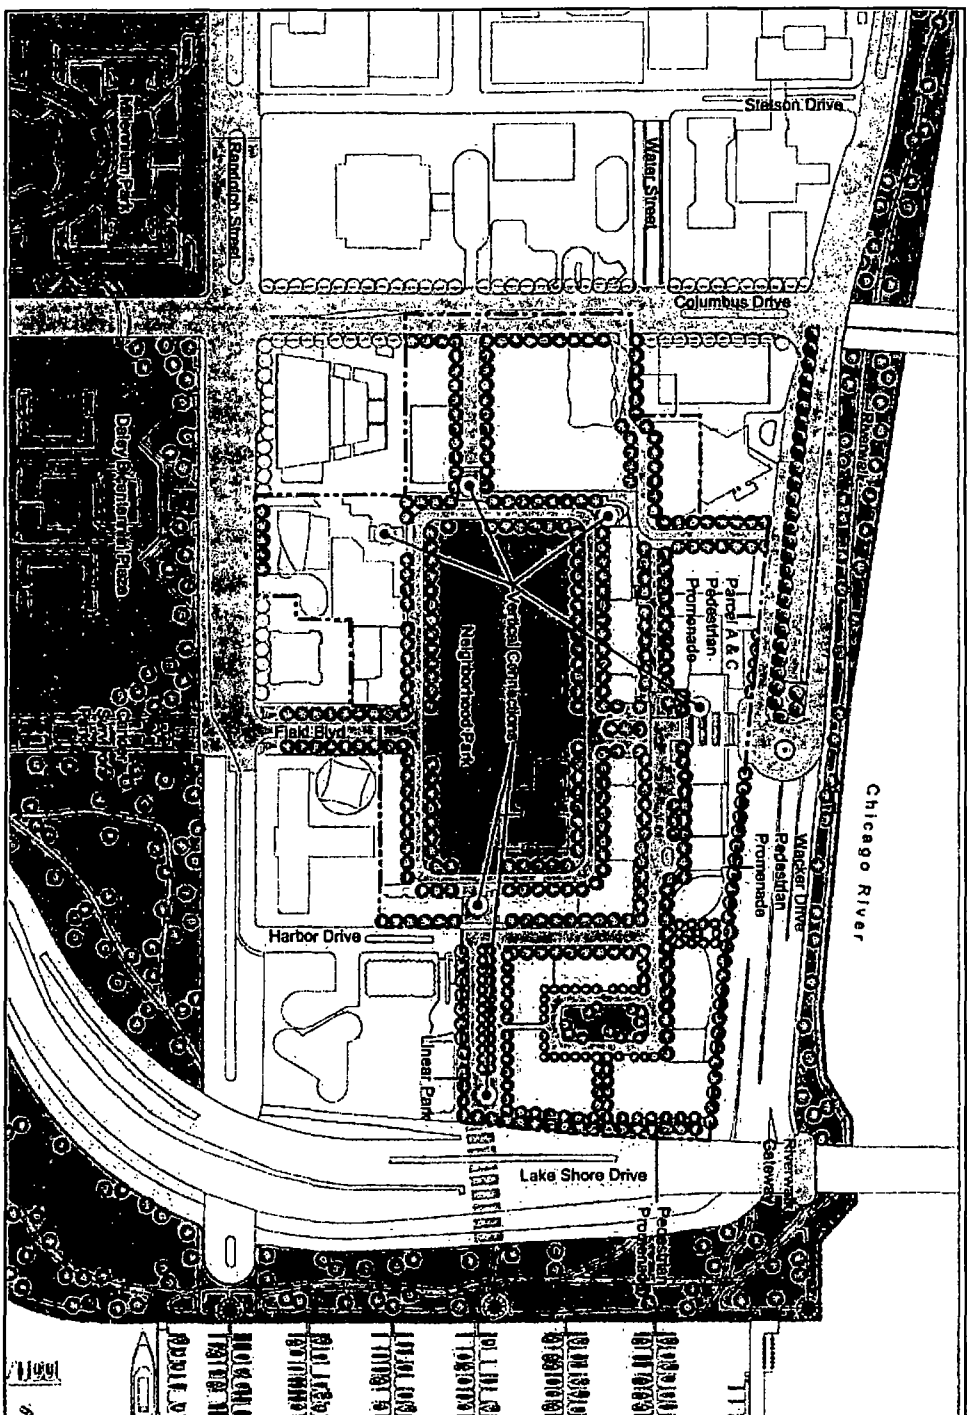 Stetson Drive
Millennium Park
Randolph Street
Water Street
Columbus Drive
Daley Bicentennial Plaza
Parcel A & C
Pedestrian
Promenade
Vertical Connections
Neighborhood Park
Field Blvd
Chicago River
Wacker Drive
Pedestrian
Promenade
Harbor Drive
Linear Park
Lake Shore Drive
Riverwalk
Gateway
Pedestrian
Promenade